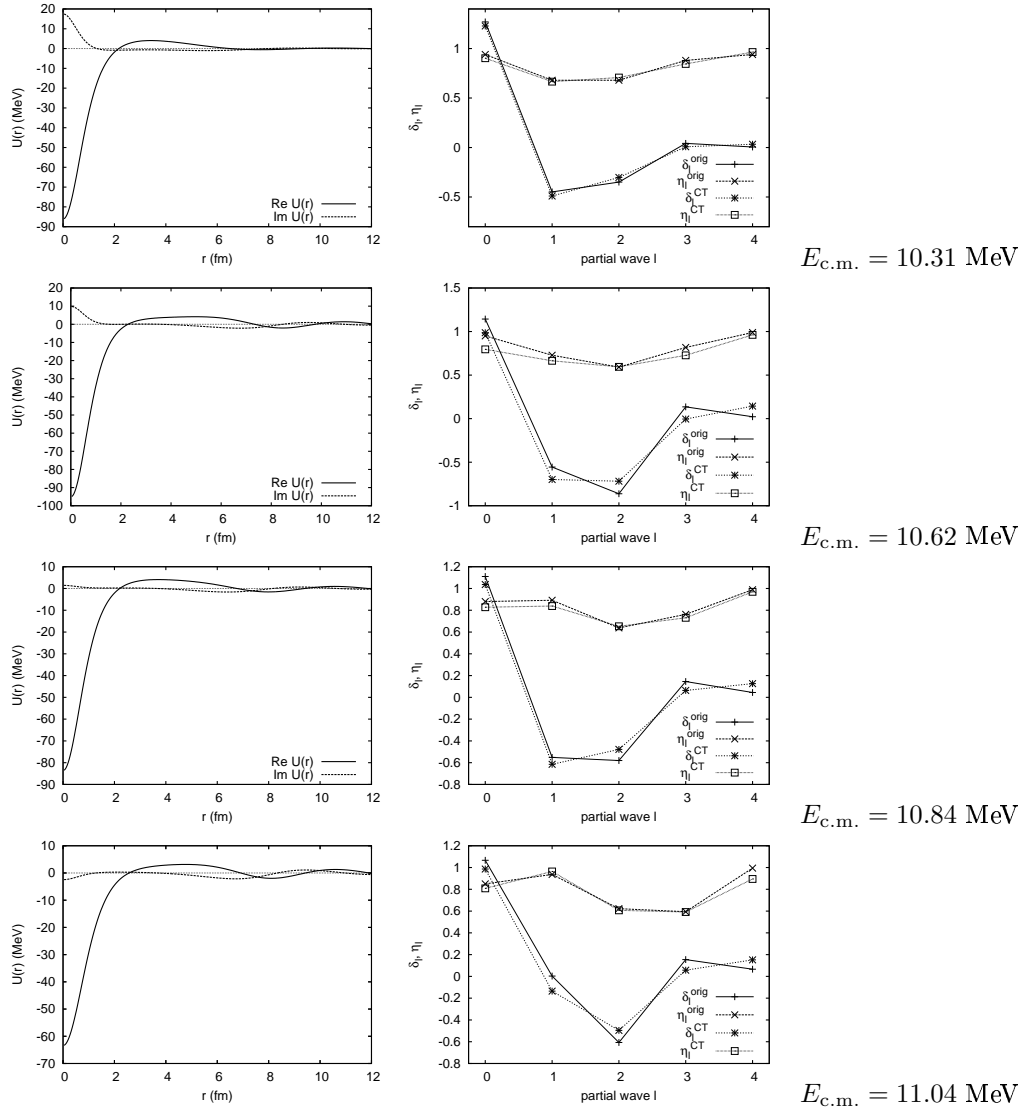 20
10
0
-10
-20
-30
-40
-50
-60
-70
-80
-90
0 2 4 6 8 10 12
U(r) (MeV)
r (fm)
Re U(r)
Im U(r)
1
0.5
0
-0.5
0 1 2 3 4
δl, ηl
partial wave l
δl^orig
ηl^orig
δl^CT
ηl^CT
E_c.m. = 10.31 MeV
20
10
0
-10
-20
-30
-40
-50
-60
-70
-80
-90
-100
0 2 4 6 8 10 12
U(r) (MeV)
r (fm)
Re U(r)
Im U(r)
1.5
1
0.5
0
-0.5
-1
0 1 2 3 4
δl, ηl
partial wave l
δl^orig
ηl^orig
δl^CT
ηl^CT
E_c.m. = 10.62 MeV
10
0
-10
-20
-30
-40
-50
-60
-70
-80
-90
0 2 4 6 8 10 12
U(r) (MeV)
r (fm)
Re U(r)
Im U(r)
1.2
1
0.8
0.6
0.4
0.2
0
-0.2
-0.4
-0.6
-0.8
0 1 2 3 4
δl, ηl
partial wave l
δl^orig
ηl^orig
δl^CT
ηl^CT
E_c.m. = 10.84 MeV
10
0
-10
-20
-30
-40
-50
-60
-70
0 2 4 6 8 10 12
U(r) (MeV)
r (fm)
Re U(r)
Im U(r)
1.2
1
0.8
0.6
0.4
0.2
0
-0.2
-0.4
-0.6
-0.8
0 1 2 3 4
δl, ηl
partial wave l
δl^orig
ηl^orig
δl^CT
ηl^CT
E_c.m. = 11.04 MeV